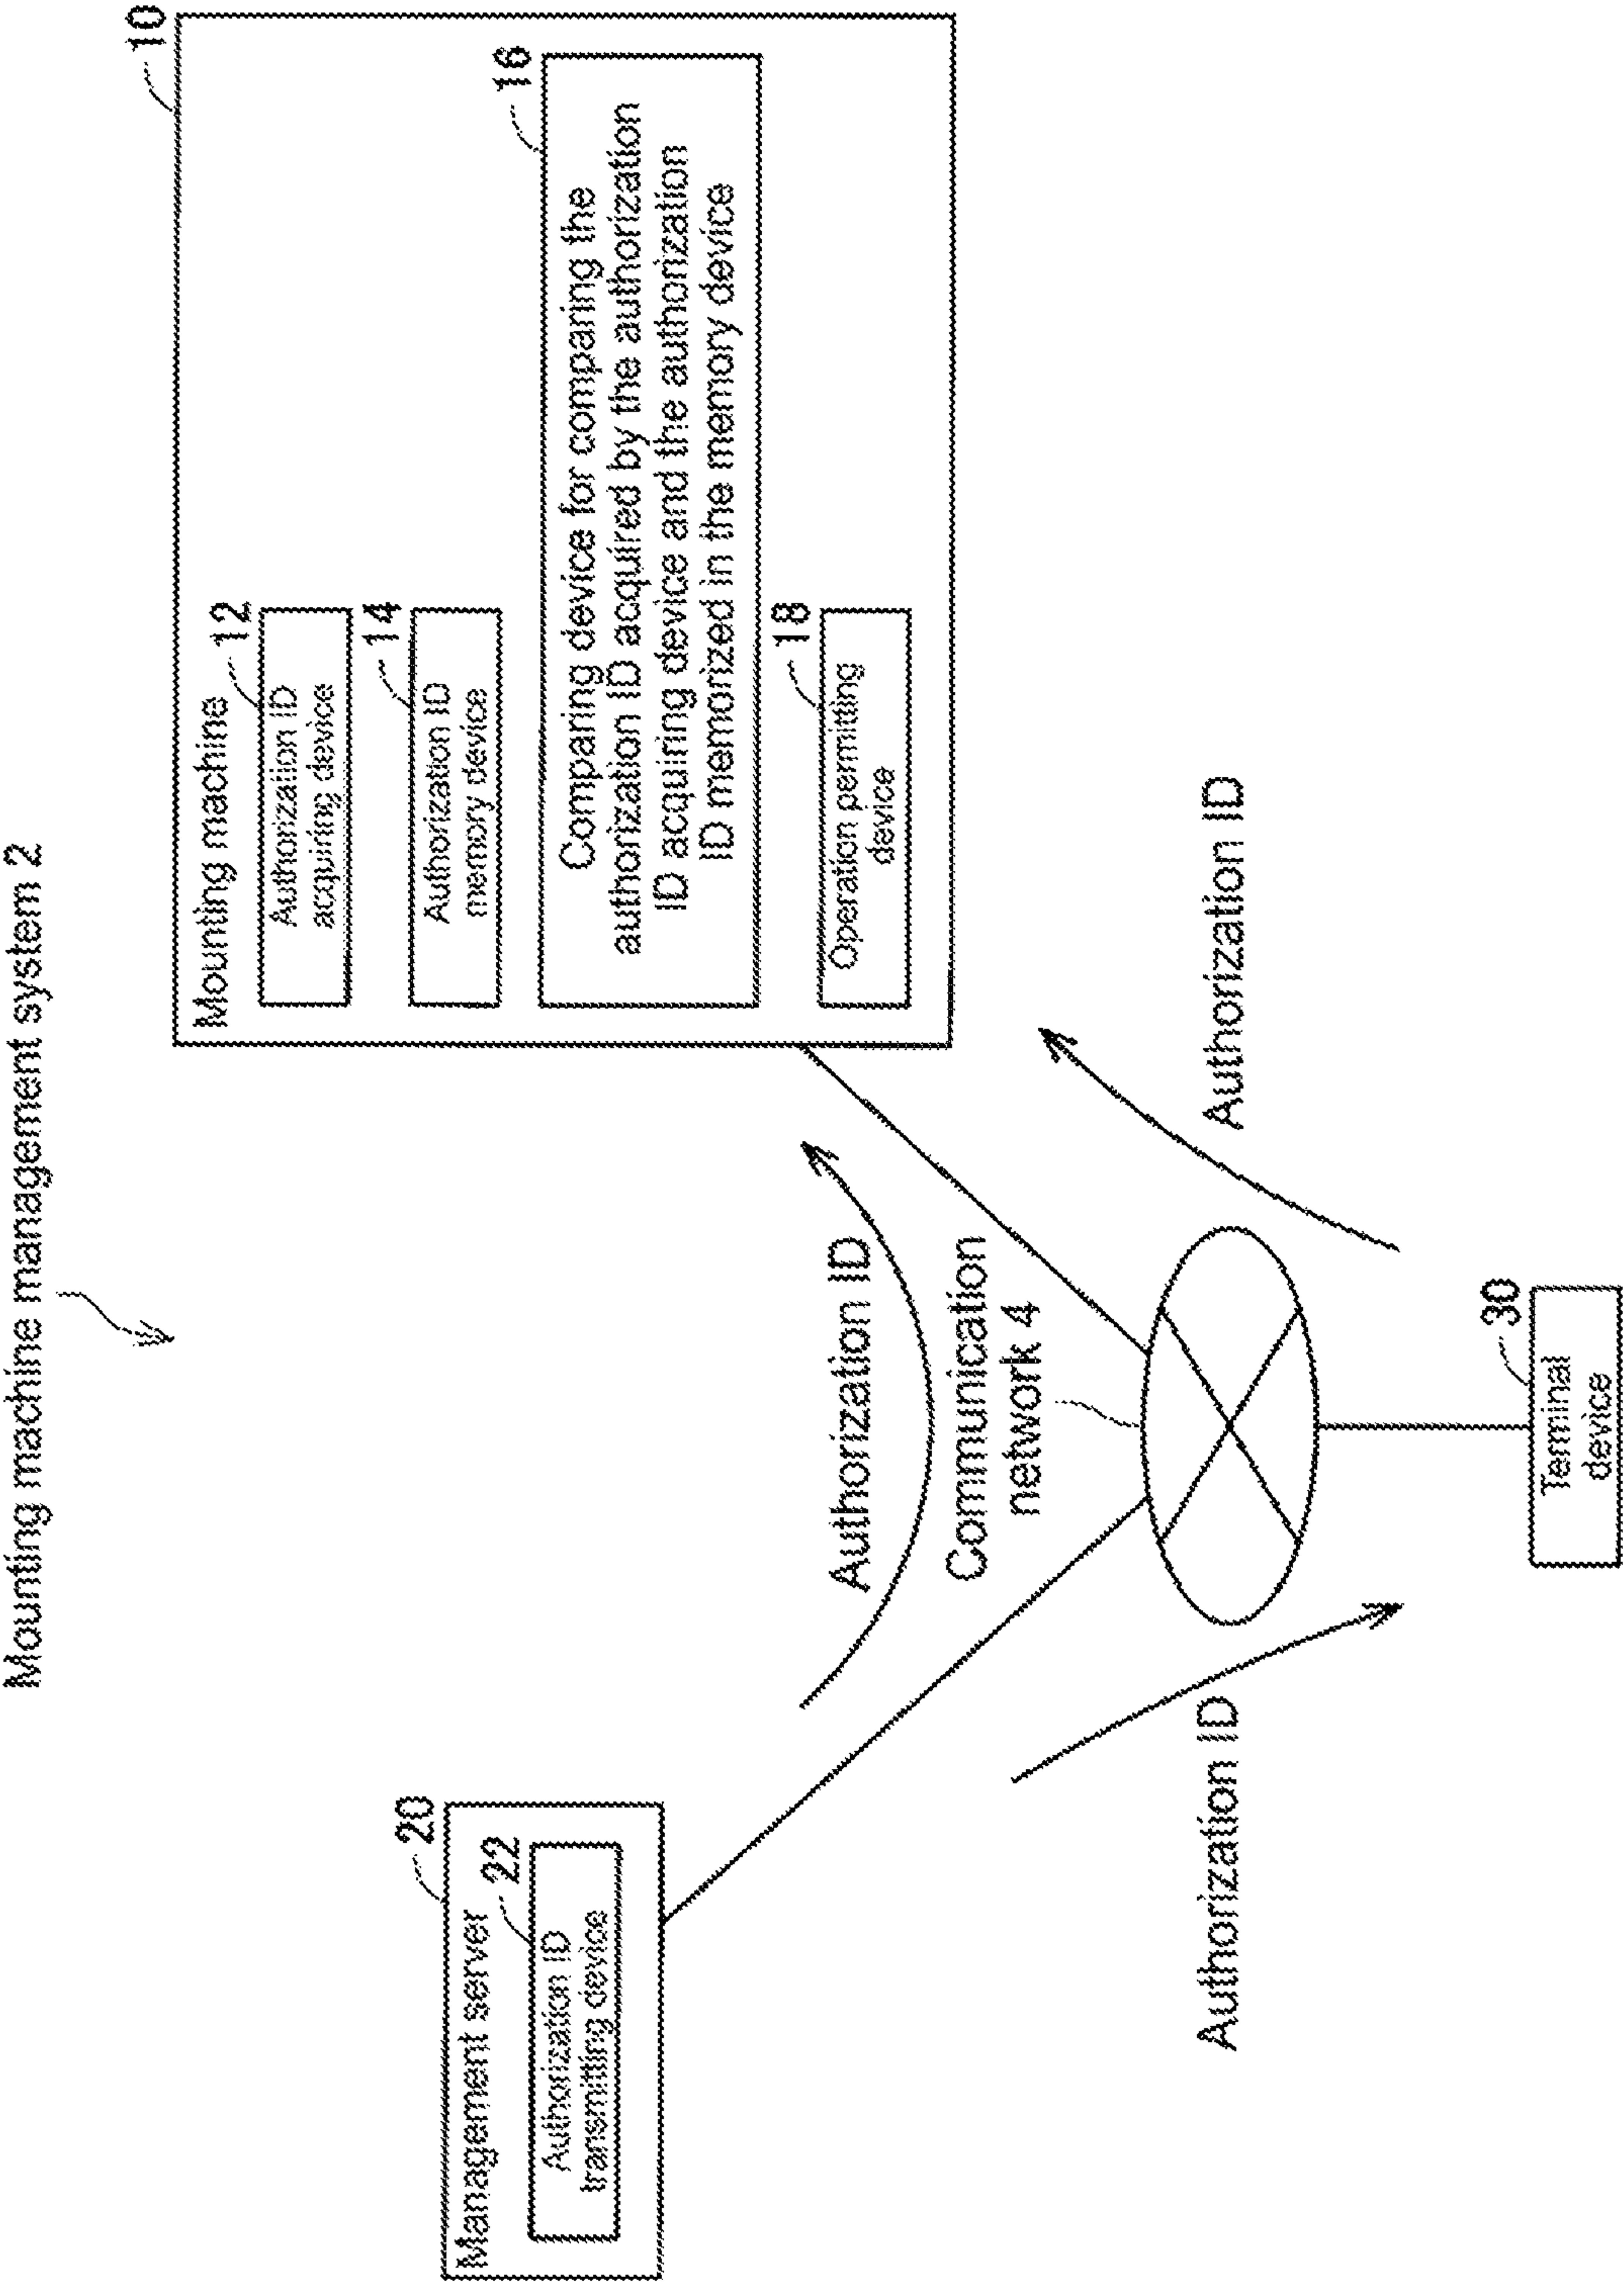 Mounting machine management system 2
10
Mounting machine
12
Authorization ID
acquiring device
14
Authorization ID
memory device
16
Comparing device for comparing the
authorization ID acquired by the authorization
ID acquiring device and the authorization
ID memorized in the memory device
18
Operation permitting
device
20
Management server
22
Authorization ID
transmitting device
Authorization ID
Communication
network 4
Authorization ID
Authorization ID
30
Terminal
device